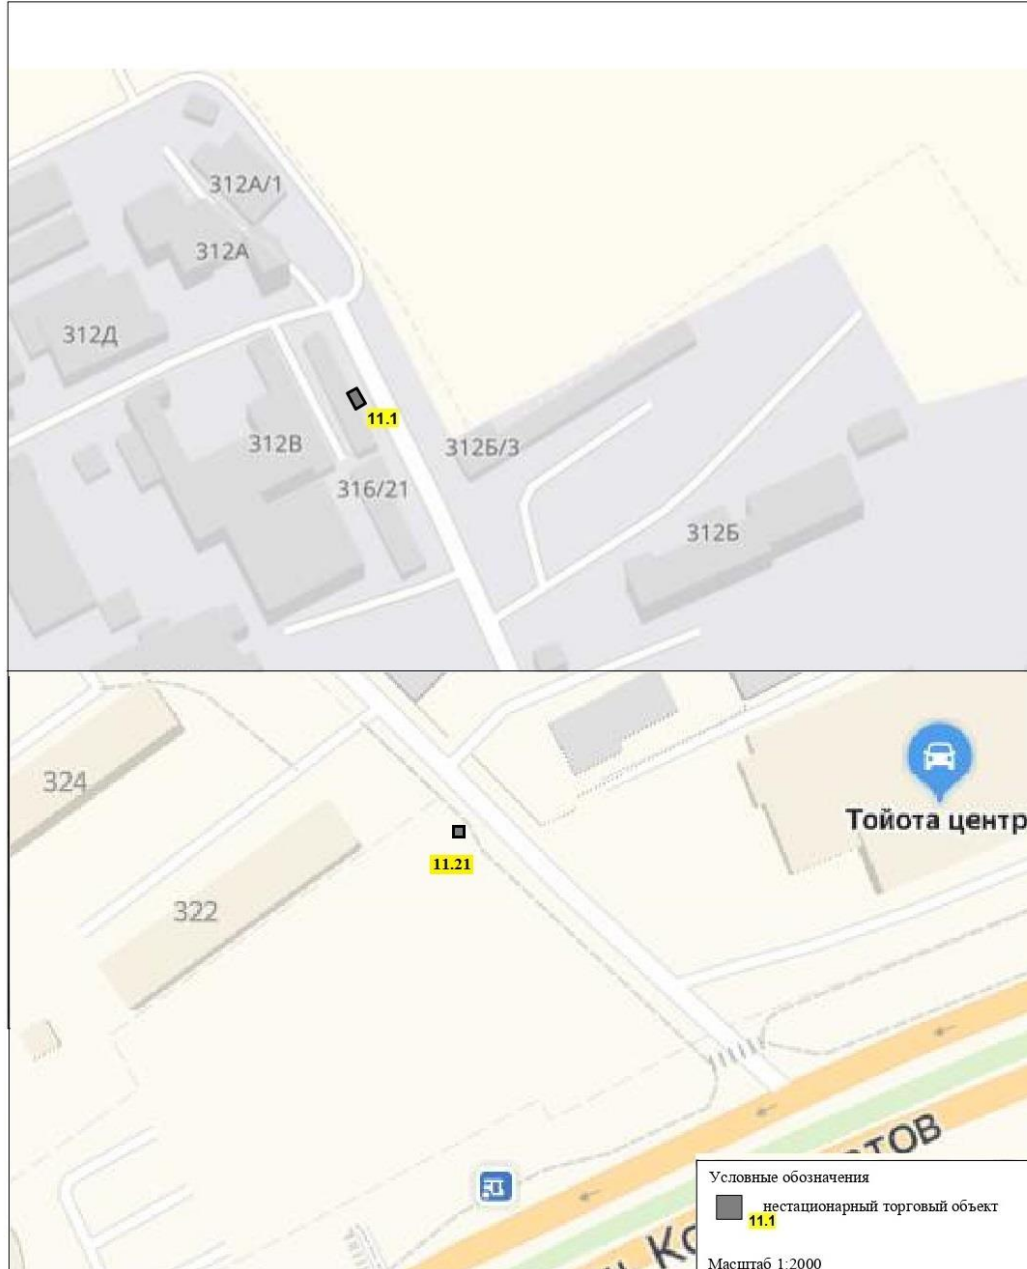 312А/1
312А
312Д
11.1
312В
312Б/3
316/21
312Б
324
Тойота центр
11.21
322
Условные обозначения
нестационарный торговый объект
11.1
Масштаб 1:2000